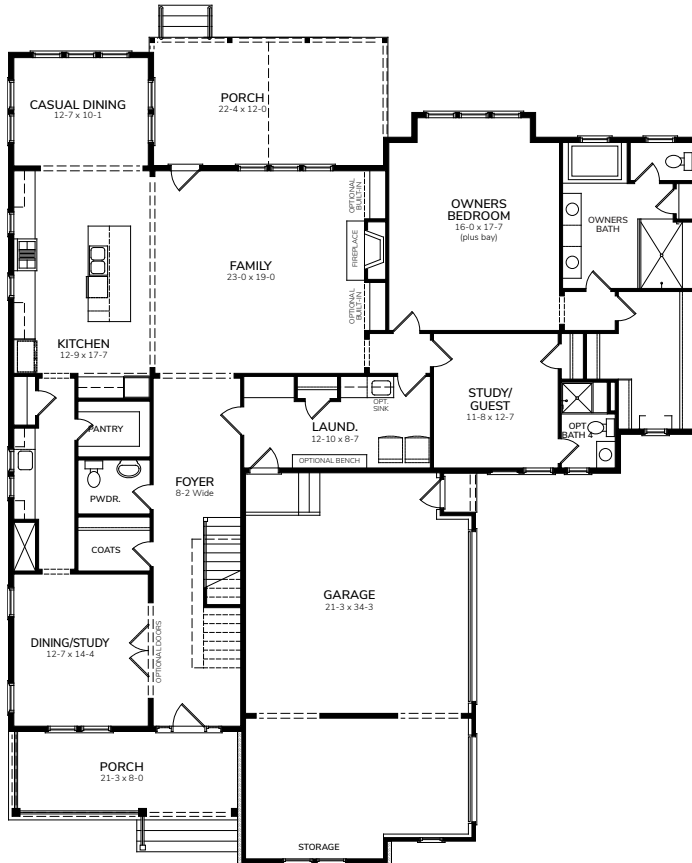 CASUAL DINING
12-7 x 10-1
PORCH
22-4 x 12-0
OPTIONAL
BUILT-IN
OWNERS
BEDROOM
16-0 x 17-7
(plus bay)
OWNERS
BATH
FAMILY
23-0 x 19-0
FIREPLACE
OPTIONAL
BUILT-IN
KITCHEN
12-9 x 17-7
PANTRY
OPT.
SINK
LAUND.
12-10 x 8-7
OPTIONAL BENCH
STUDY/
GUEST
11-8 x 12-7
OPT
BATH 4
PWDR.
FOYER
8-2 Wide
COATS
GARAGE
21-3 x 34-3
DINING/STUDY
12-7 x 14-4
OPTIONAL DOORS
PORCH
21-3 x 8-0
STORAGE